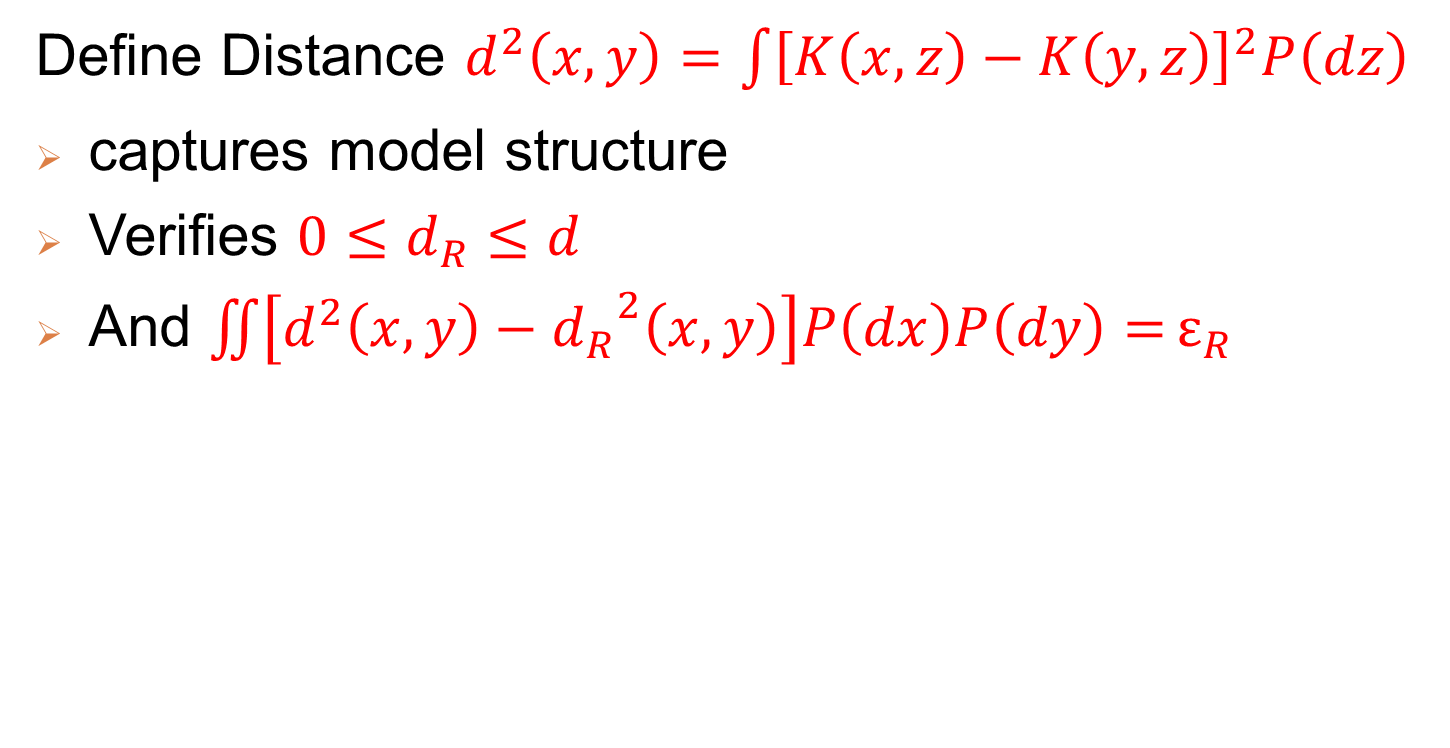 Define Distance d²(x, y) = ∫[K(x, z) − K(y, z)]²P(dz)
➢ captures model structure
➢ Verifies 0 ≤ d_R ≤ d
➢ And ∬[d²(x, y) − d_R²(x, y)]P(dx)P(dy) = ε_R